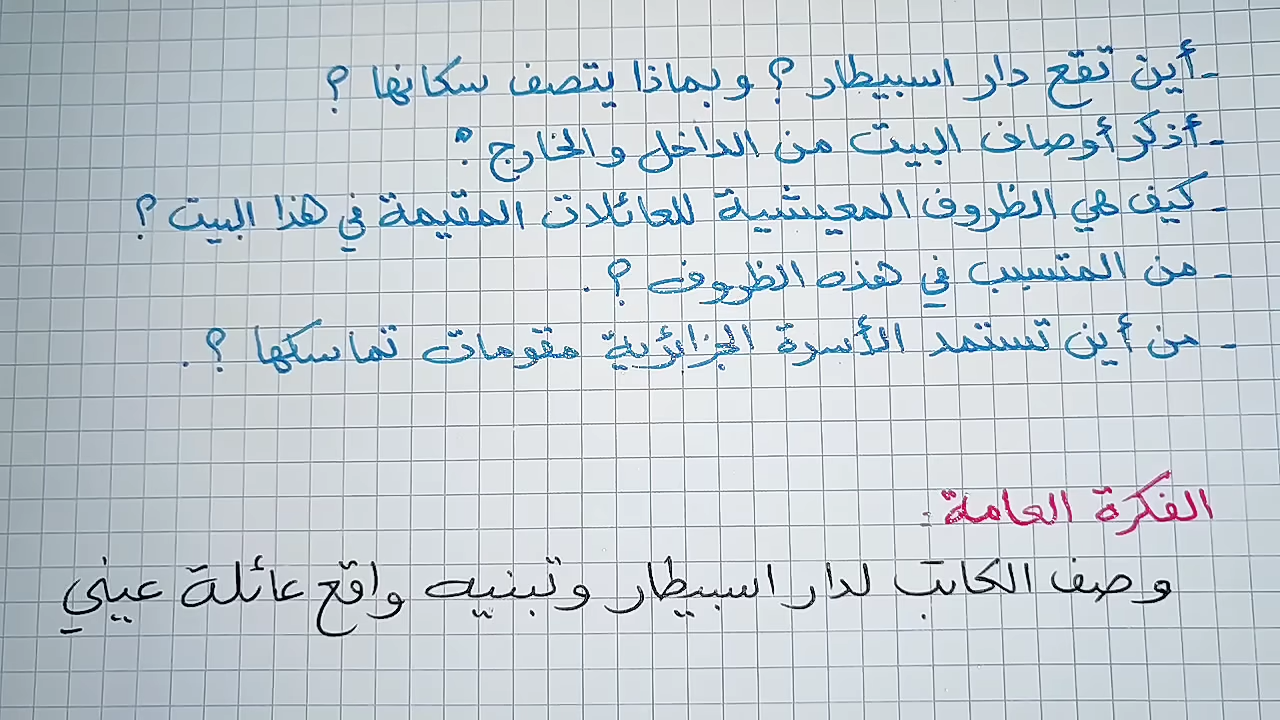 - أين تقع دار اسبيطار ؟ وبماذا يتصف سكانها ؟
- أذكر أوصاف البيت من الداخل والخارج ؟
- كيف هي الظروف المعيشية للعائلات المقيمة في هذا البيت ؟
- من المتسبب في هذه الظروف ؟ .
- من أين تستمد الأسرة الجزائرية مقومات تماسكها ؟ .
الفكرة العامة :
وصف الكاتب لدار اسبيطار وتبنيه واقع عائلة عيني